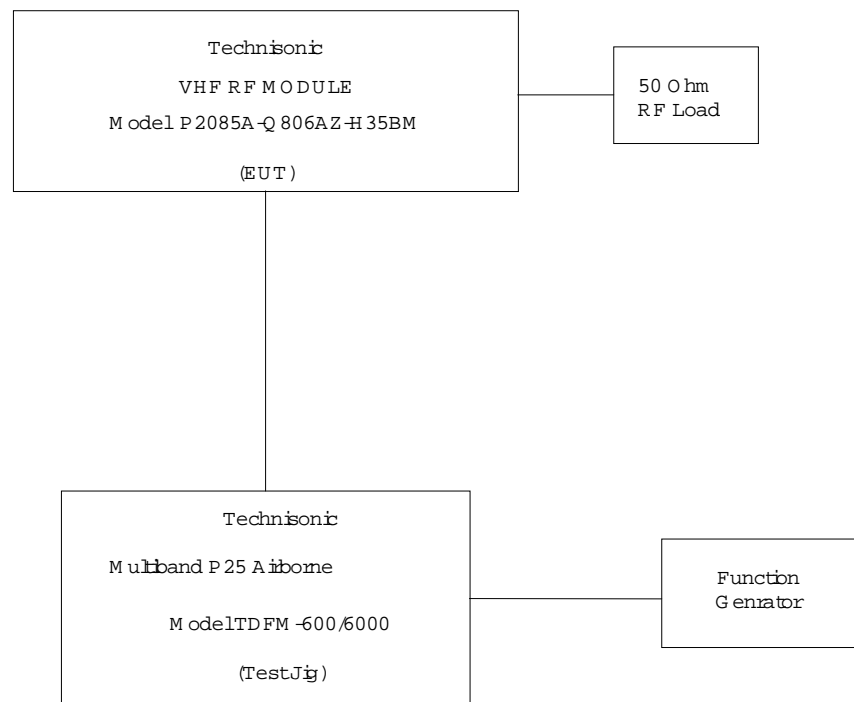 Technisonic
VHF RF MODULE
Model P2085A-Q806AZ-H35BM
(EUT)
50 Ohm
RF Load
Technisonic
Multiband P25 Airborne
Model TDFM-600/6000
(Test Jig)
Function
Genrator